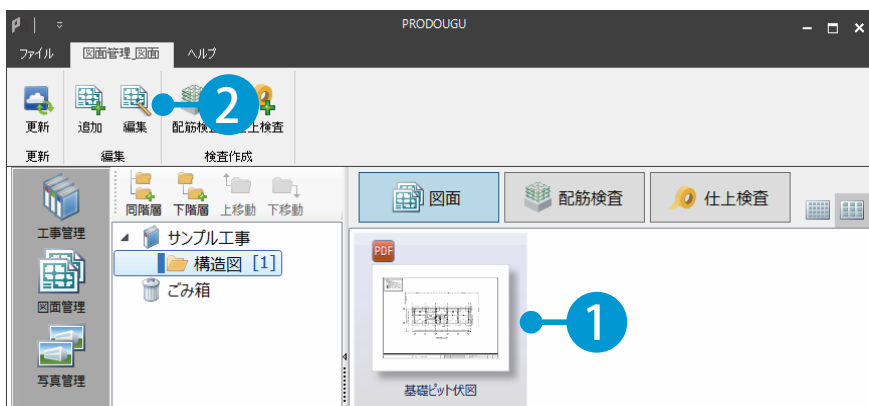 PRODOUGU
ファイル 図面管理_図面 ヘルプ
更新 追加 編集 配筋検 上検査
2
更新 編集 検査作成
同階層 下階層 上移動 下移動
図面 配筋検査 仕上検査
工事管理
サンプル工事
構造図 [1]
ごみ箱
図面管理
写真管理
PDF
1
基礎ピット伏図